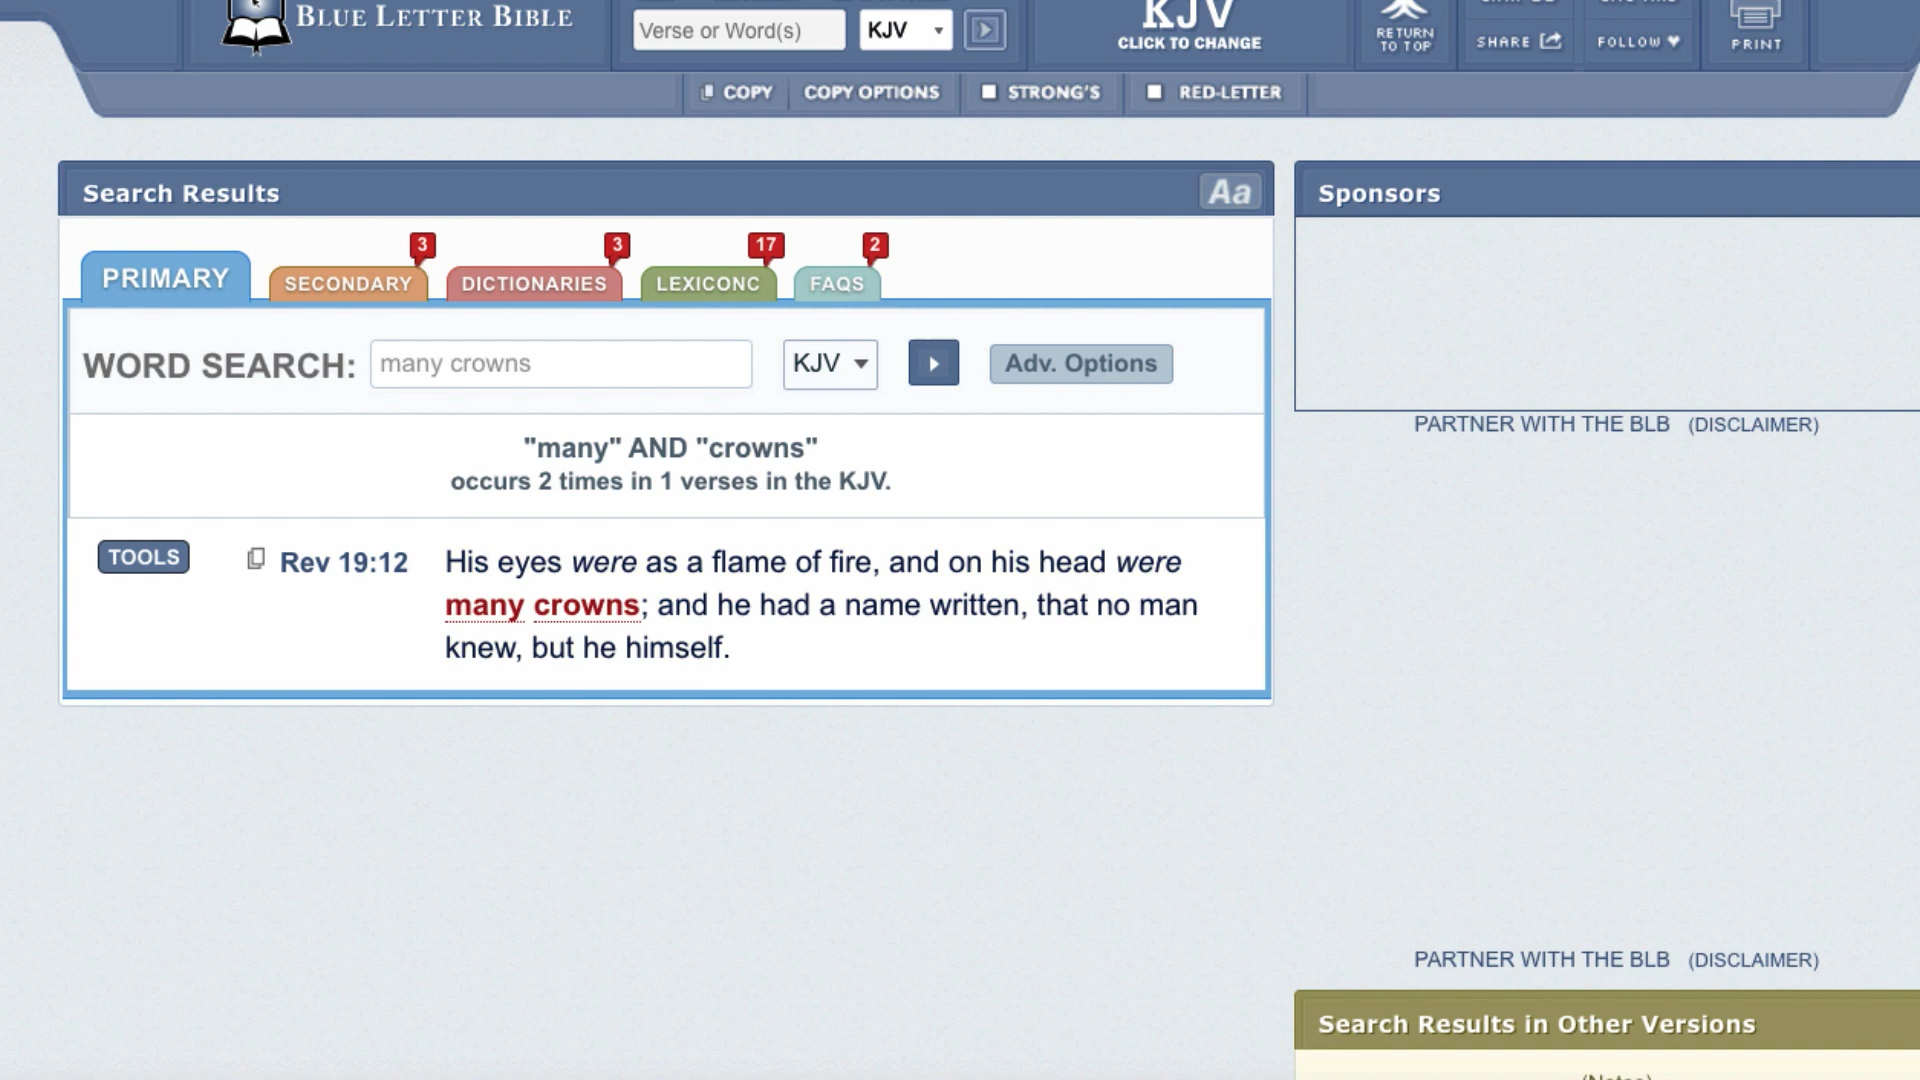 BLUE LETTER BIBLE
Verse or Word(s)
KJV
KJV
CLICK TO CHANGE
RETURN
TO TOP
SHARE
FOLLOW
PRINT
COPY
COPY OPTIONS
STRONG'S
RED-LETTER
Search Results
Aa
Sponsors
3
3
17
2
PRIMARY
SECONDARY
DICTIONARIES
LEXICONC
FAQS
WORD SEARCH:
many crowns
KJV
Adv. Options
PARTNER WITH THE BLB (DISCLAIMER)
"many" AND "crowns"
occurs 2 times in 1 verses in the KJV.
TOOLS
Rev 19:12
His eyes were as a flame of fire, and on his head were
many crowns; and he had a name written, that no man
knew, but he himself.
PARTNER WITH THE BLB (DISCLAIMER)
Search Results in Other Versions